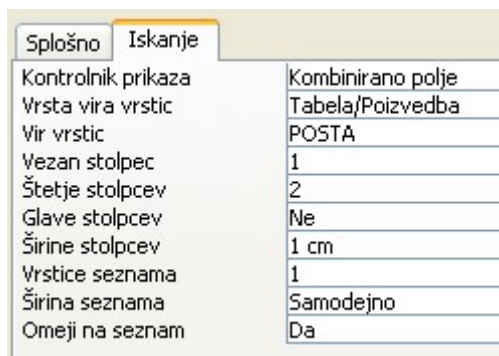 Splošno Iskanje
Kontrolnik prikaza Kombinirano polje
Vrsta vira vrstic Tabela/Poizvedba
Vir vrstic POSTA
Vezan stolpec 1
Štetje stolpcev 2
Glave stolpcev Ne
Širine stolpcev 1 cm
Vrstice seznama 1
Širina seznama Samodejno
Omeji na seznam Da